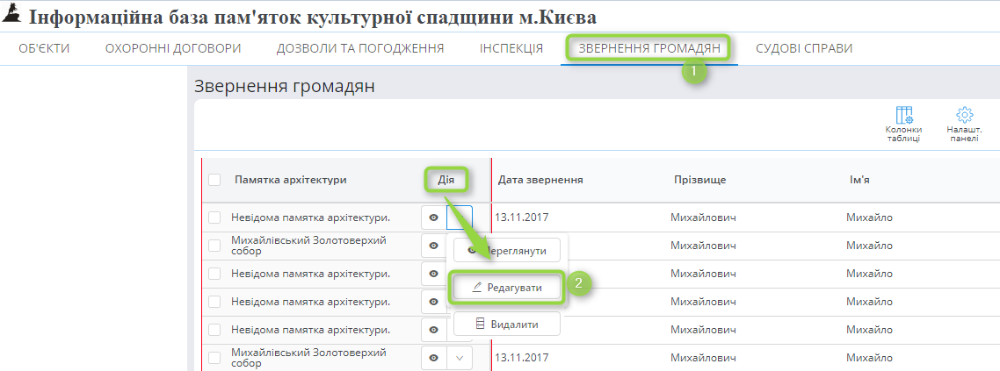 Інформаційна база пам'яток культурної спадщини м.Києва
ОБ'ЄКТИ ОХОРОННІ ДОГОВОРИ ДОЗВОЛИ ТА ПОГОДЖЕННЯ ІНСПЕКЦІЯ ЗВЕРНЕННЯ ГРОМАДЯН СУДОВІ СПРАВИ
1
Звернення громадян
Колонки таблиці
Налашт. панелі
Памятка архітектури Дія Дата звернення Прізвище Ім'я
Невідома памятка архітектури. 13.11.2017 Михайлович Михайло
Михайлівський Золотоверхий
собор Михайлович Михайло
Переглянути
Невідома памятка архітектури. Михайлович Михайло
Редагувати 2
Невідома памятка архітектури. Михайлович Михайло
Невідома памятка архітектури. Михайлович Михайло
Видалити
Михайлівський Золотоверхий
собор 13.11.2017 Михайлович Михайло